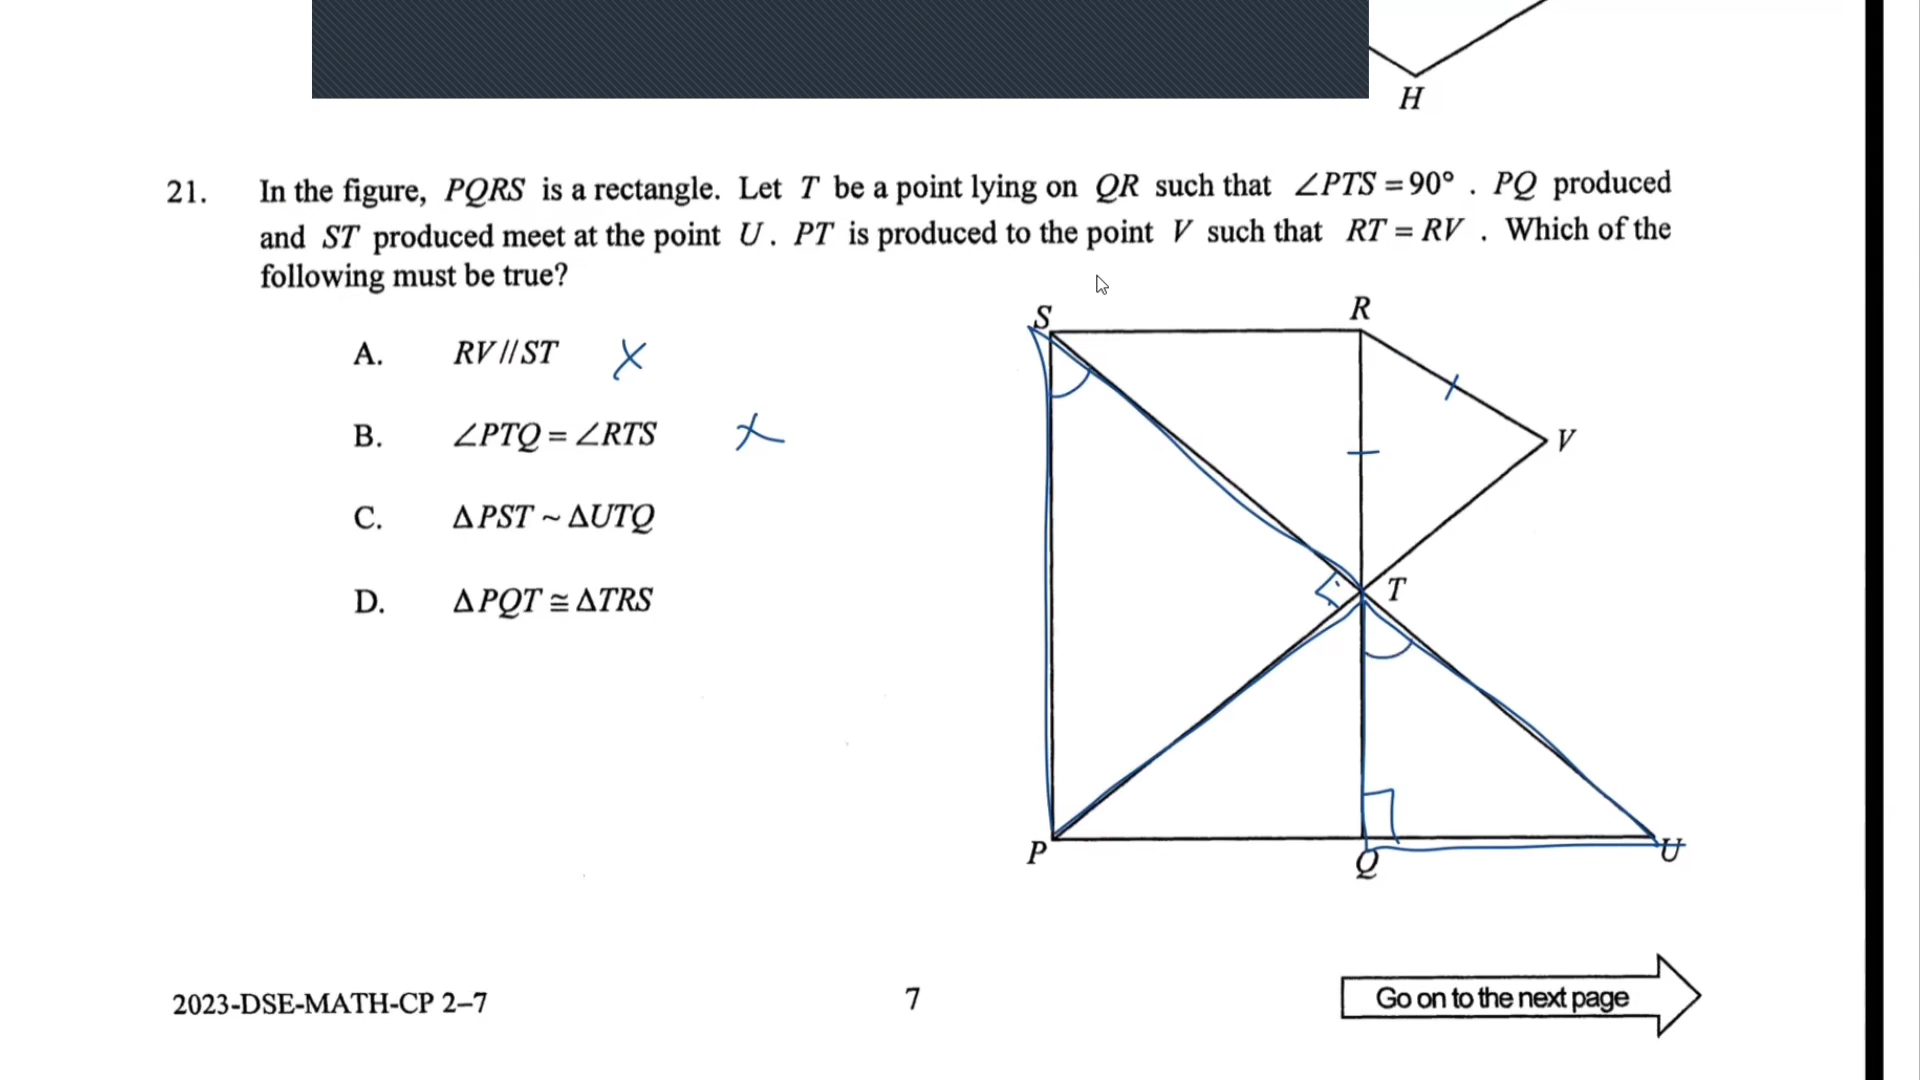 H
21. In the figure, PQRS is a rectangle. Let T be a point lying on QR such that ∠PTS = 90° . PQ produced
and ST produced meet at the point U . PT is produced to the point V such that RT = RV . Which of the
following must be true?
S
R
A. RV // ST
V
B. ∠PTQ = ∠RTS
C. ΔPST ~ ΔUTQ
D. ΔPQT ≅ ΔTRS
T
P
Q
U
2023-DSE-MATH-CP 2–7
7
Go on to the next page